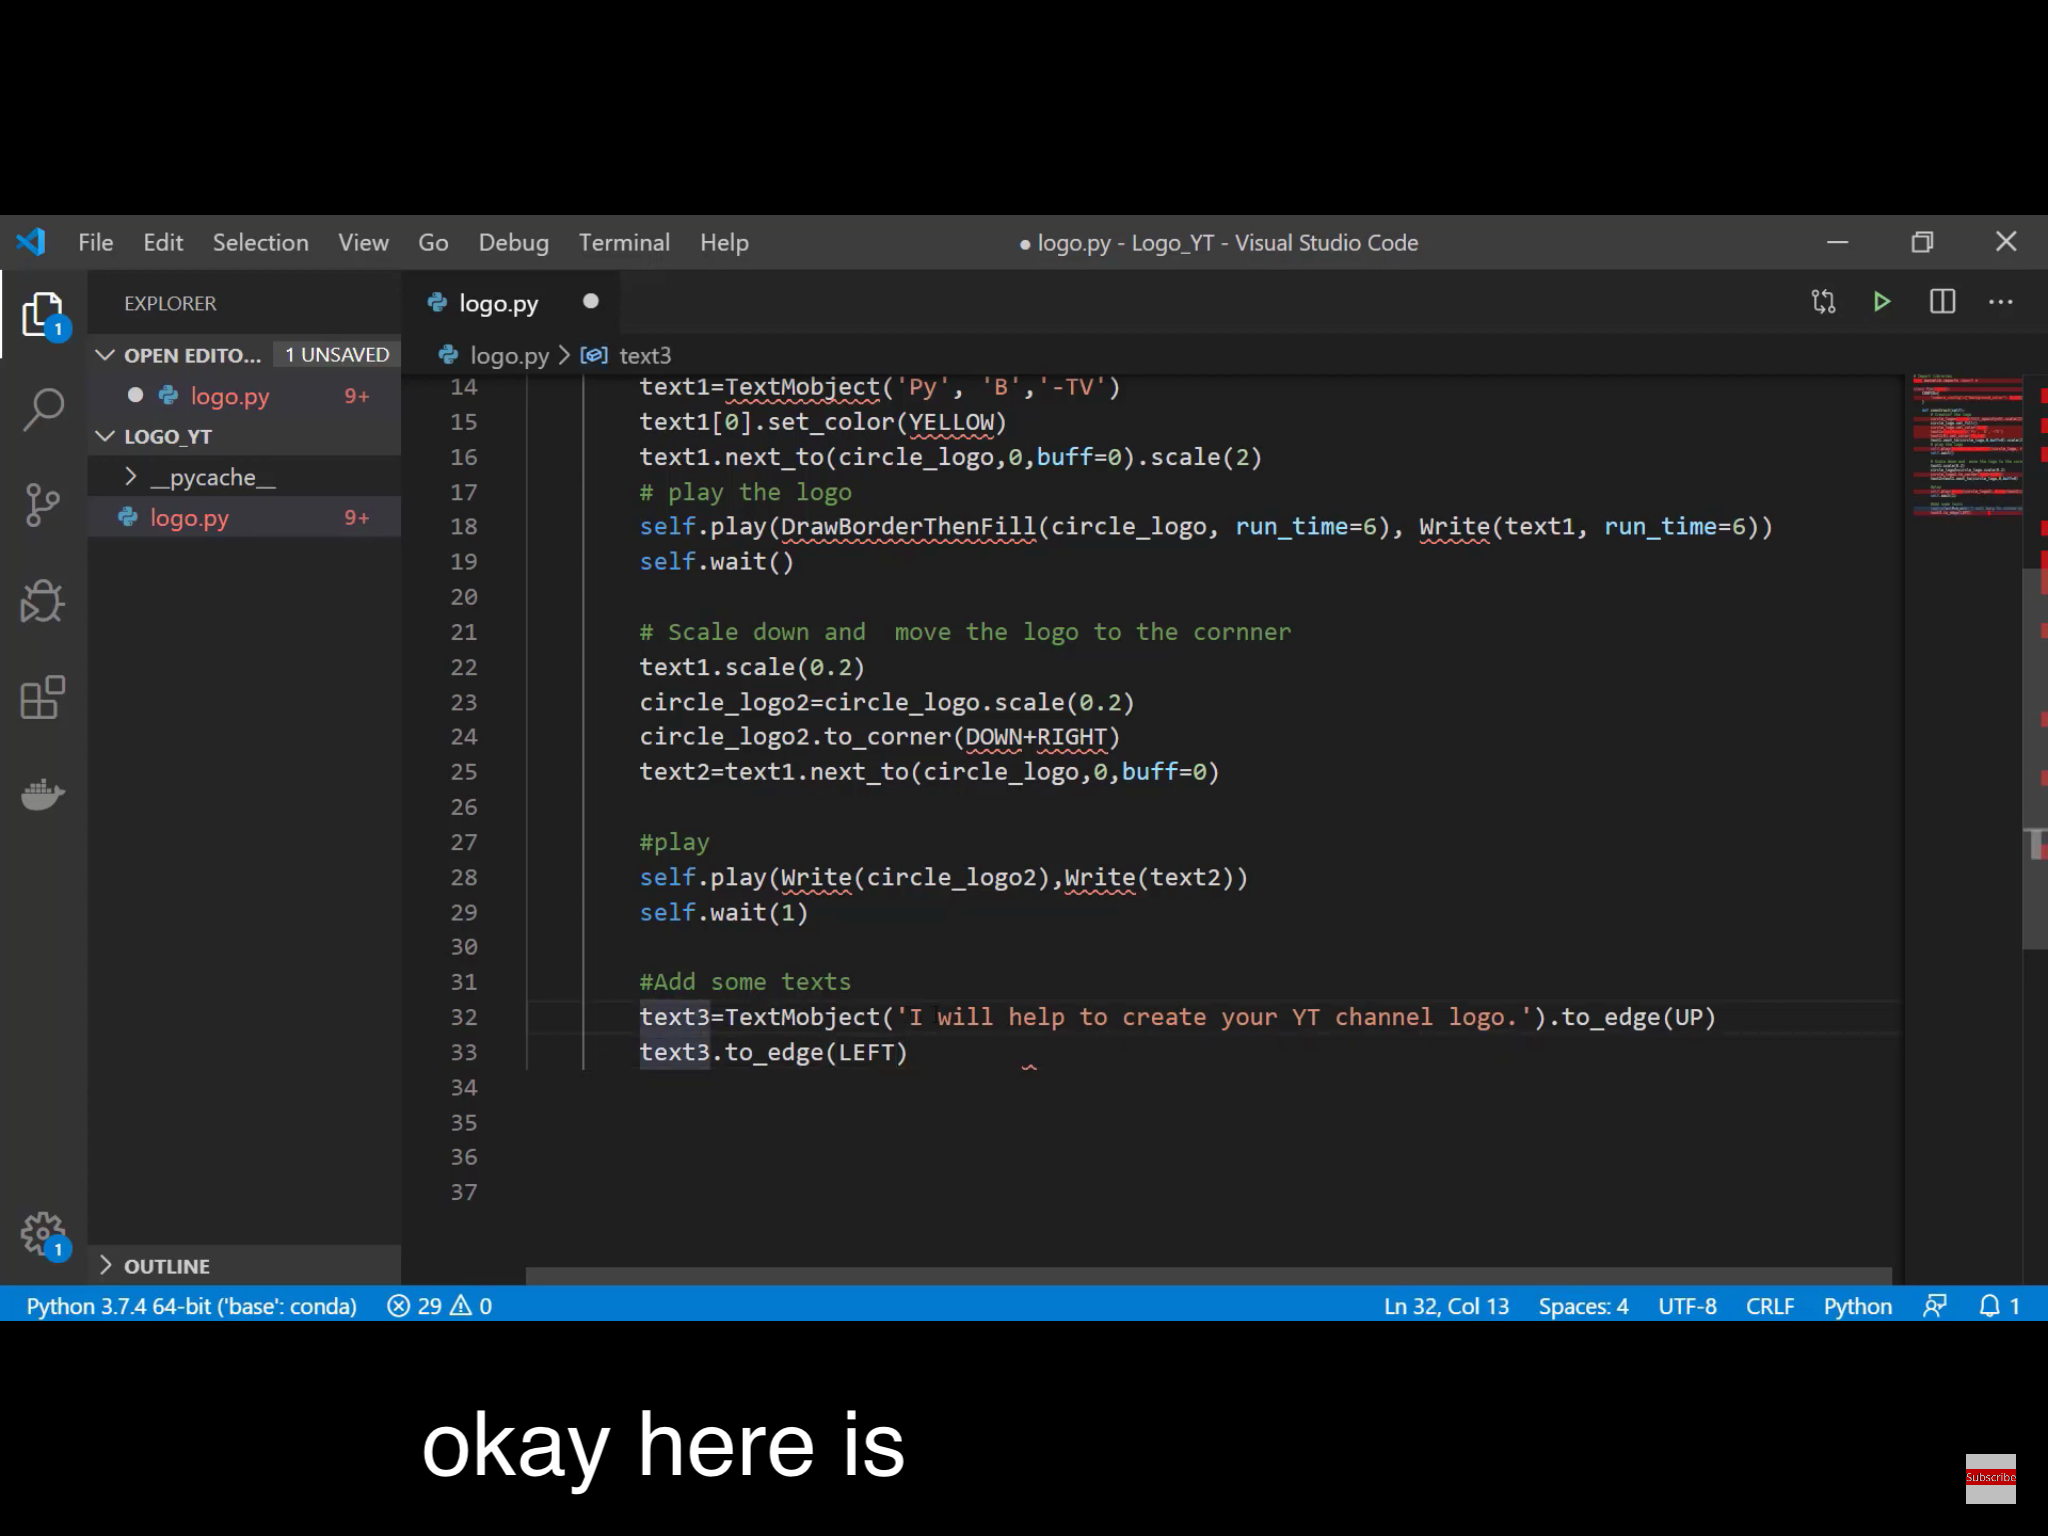 File Edit Selection View Go Debug Terminal Help ● logo.py - Logo_YT - Visual Studio Code
EXPLORER
logo.py
OPEN EDITO... 1 UNSAVED
logo.py 9+
LOGO_YT
__pycache__
logo.py 9+
OUTLINE
1
1
logo.py > text3
14 text1=TextMobject('Py', 'B','-TV')
15 text1[0].set_color(YELLOW)
16 text1.next_to(circle_logo,0,buff=0).scale(2)
17 # play the logo
18 self.play(DrawBorderThenFill(circle_logo, run_time=6), Write(text1, run_time=6))
19 self.wait()
20
21 # Scale down and  move the logo to the cornner
22 text1.scale(0.2)
23 circle_logo2=circle_logo.scale(0.2)
24 circle_logo2.to_corner(DOWN+RIGHT)
25 text2=text1.next_to(circle_logo,0,buff=0)
26
27 #play
28 self.play(Write(circle_logo2),Write(text2))
29 self.wait(1)
30
31 #Add some texts
32 text3=TextMobject('I will help to create your YT channel logo.').to_edge(UP)
33 text3.to_edge(LEFT)
34
35
36
37
Python 3.7.4 64-bit ('base': conda) 29 0 Ln 32, Col 13 Spaces: 4 UTF-8 CRLF Python 1
okay here is
Subscribe